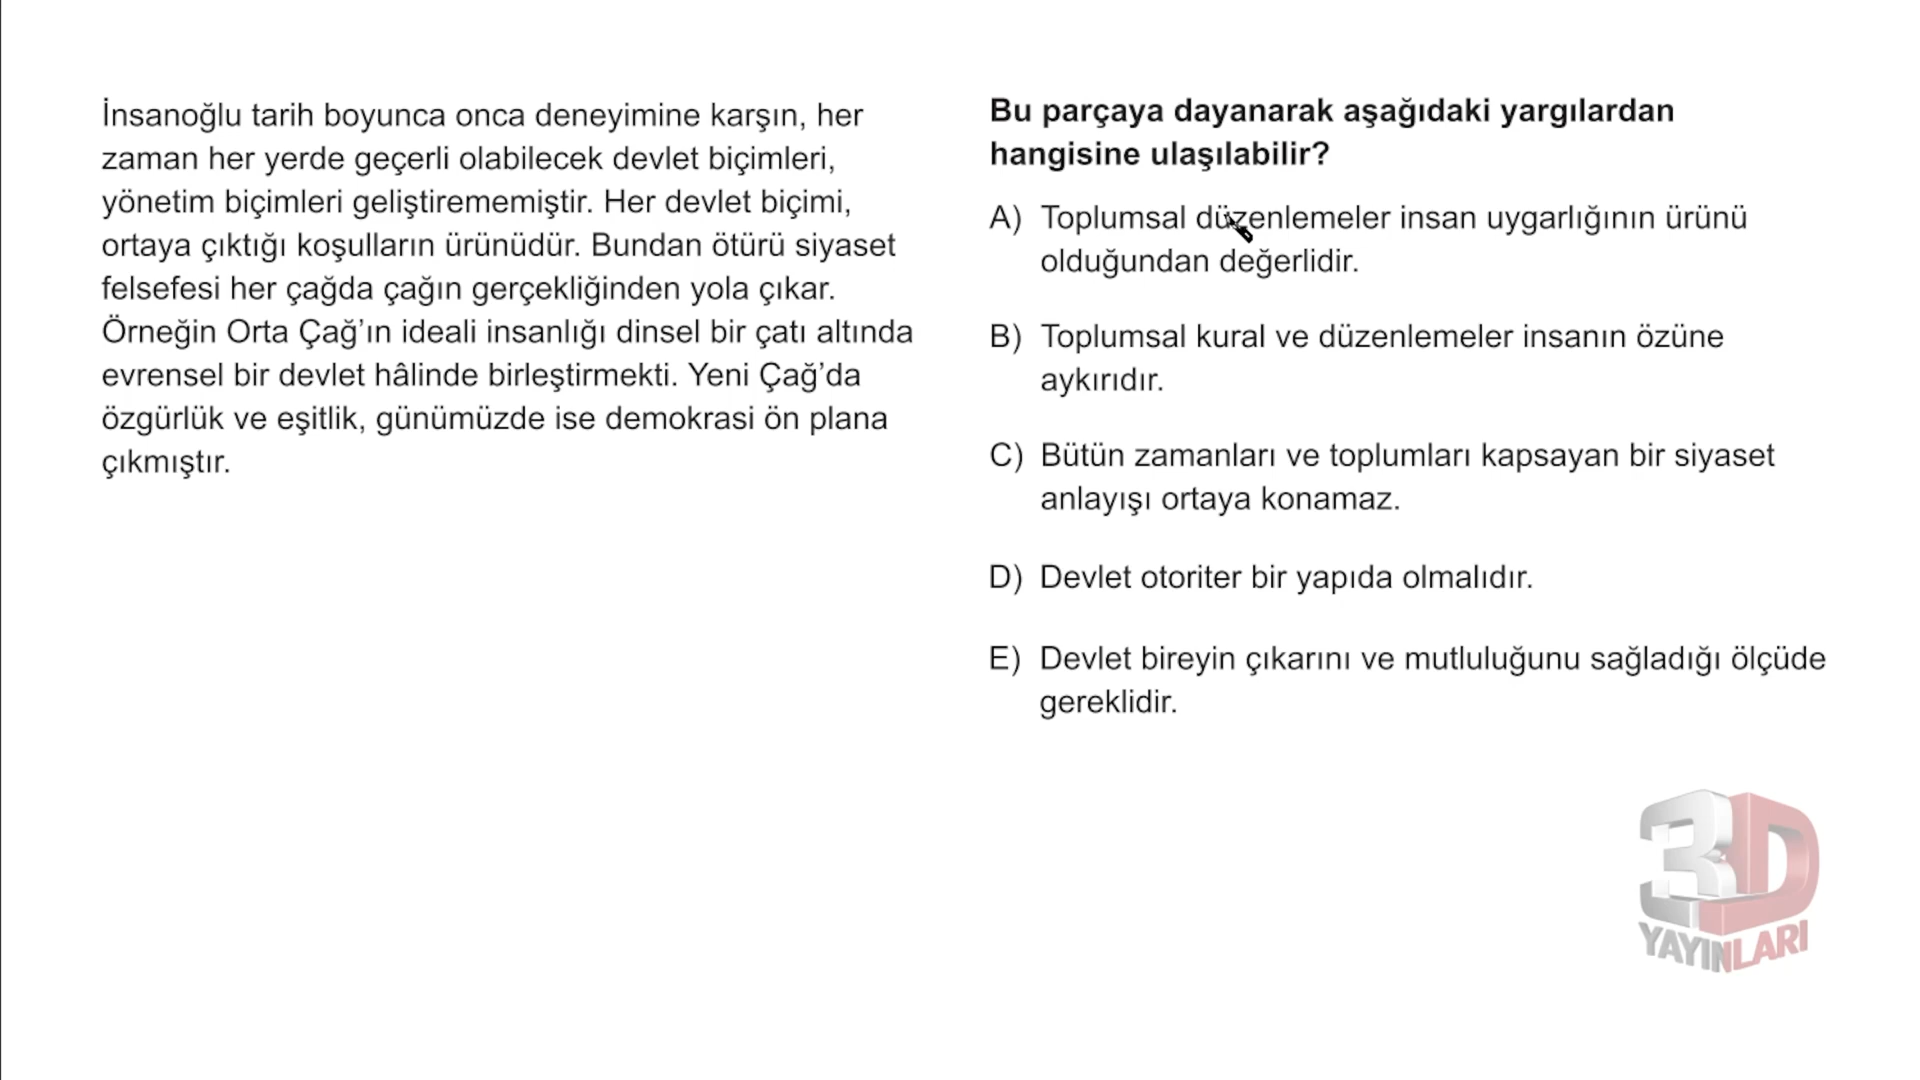 İnsanoğlu tarih boyunca onca deneyimine karşın, her
zaman her yerde geçerli olabilecek devlet biçimleri,
yönetim biçimleri geliştirememiştir. Her devlet biçimi,
ortaya çıktığı koşulların ürünüdür. Bundan ötürü siyaset
felsefesi her çağda çağın gerçekliğinden yola çıkar.
Örneğin Orta Çağ’ın ideali insanlığı dinsel bir çatı altında
evrensel bir devlet hâlinde birleştirmekti. Yeni Çağ’da
özgürlük ve eşitlik, günümüzde ise demokrasi ön plana
çıkmıştır.
Bu parçaya dayanarak aşağıdaki yargılardan
hangisine ulaşılabilir?
A) Toplumsal düzenlemeler insan uygarlığının ürünü
olduğundan değerlidir.
B) Toplumsal kural ve düzenlemeler insanın özüne
aykırıdır.
C) Bütün zamanları ve toplumları kapsayan bir siyaset
anlayışı ortaya konamaz.
D) Devlet otoriter bir yapıda olmalıdır.
E) Devlet bireyin çıkarını ve mutluluğunu sağladığı ölçüde
gereklidir.
3D
YAYINLARI